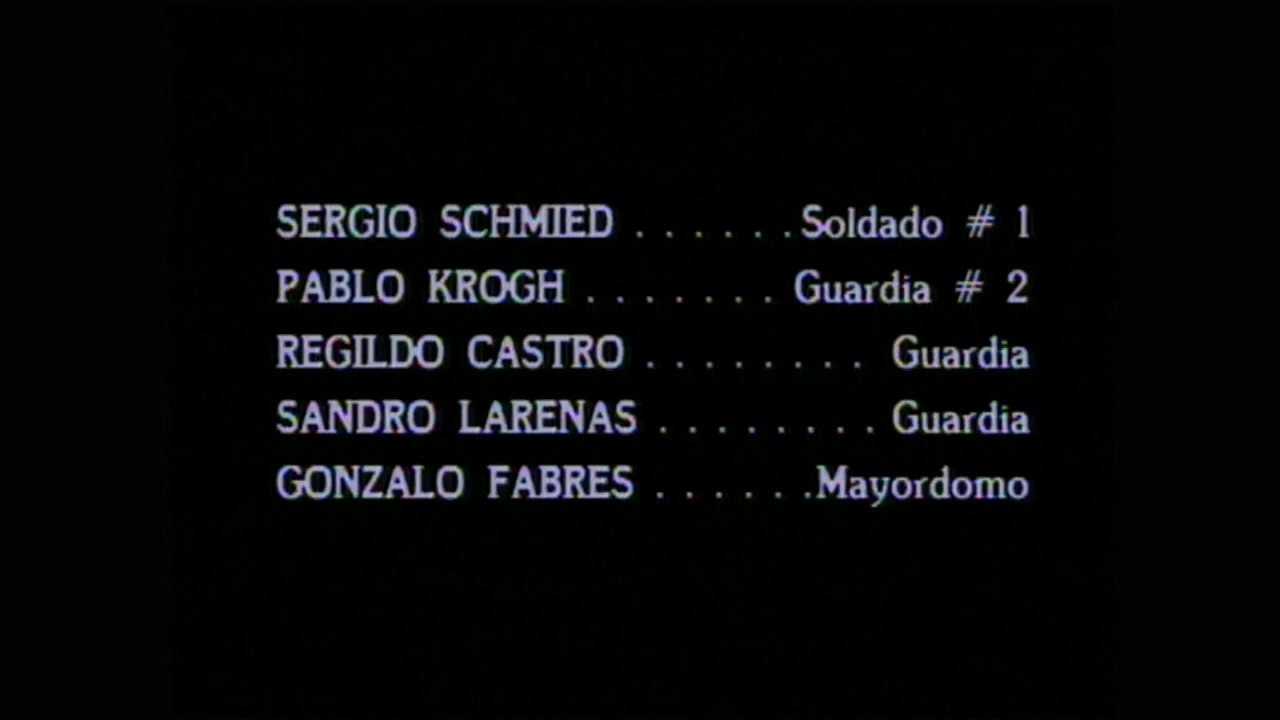 SERGIO SCHMIED . . . . . . Soldado # 1
PABLO KROGH . . . . . . . Guardia # 2
REGILDO CASTRO . . . . . . . . Guardia
SANDRO LARENAS . . . . . . . . Guardia
GONZALO FABRES . . . . . . Mayordomo